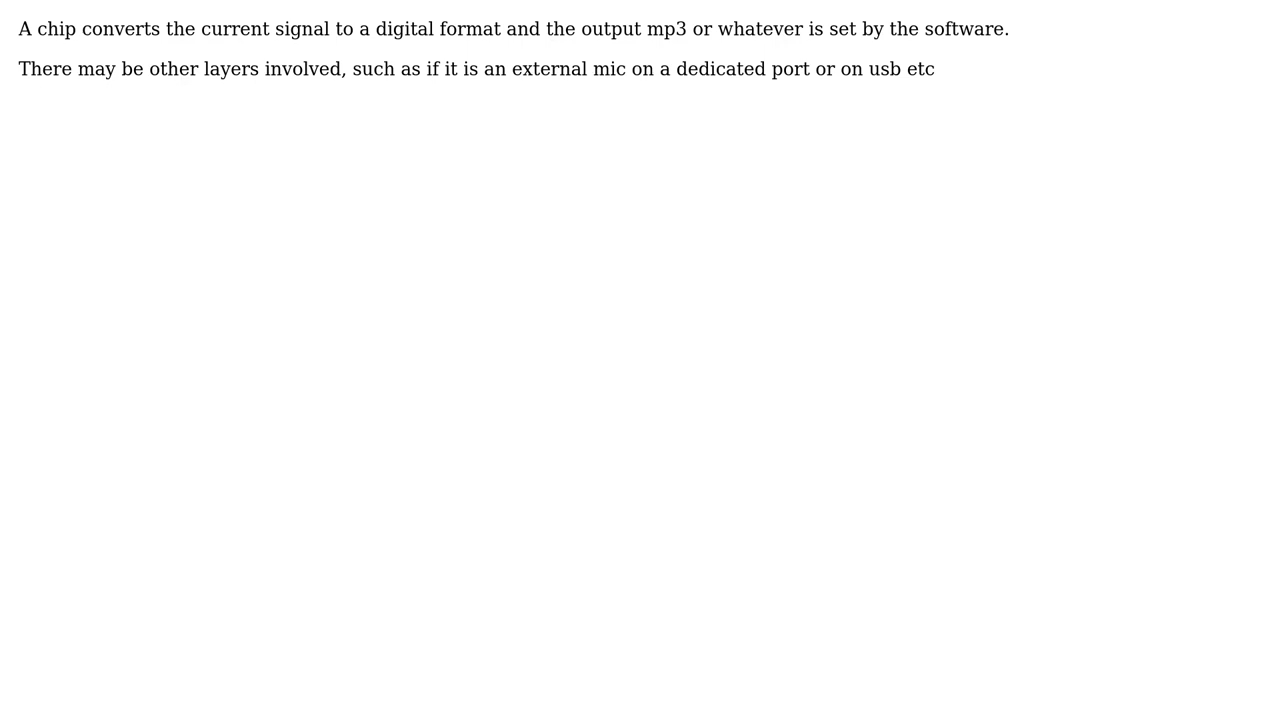 A chip converts the current signal to a digital format and the output mp3 or whatever is set by the software.
There may be other layers involved, such as if it is an external mic on a dedicated port or on usb etc